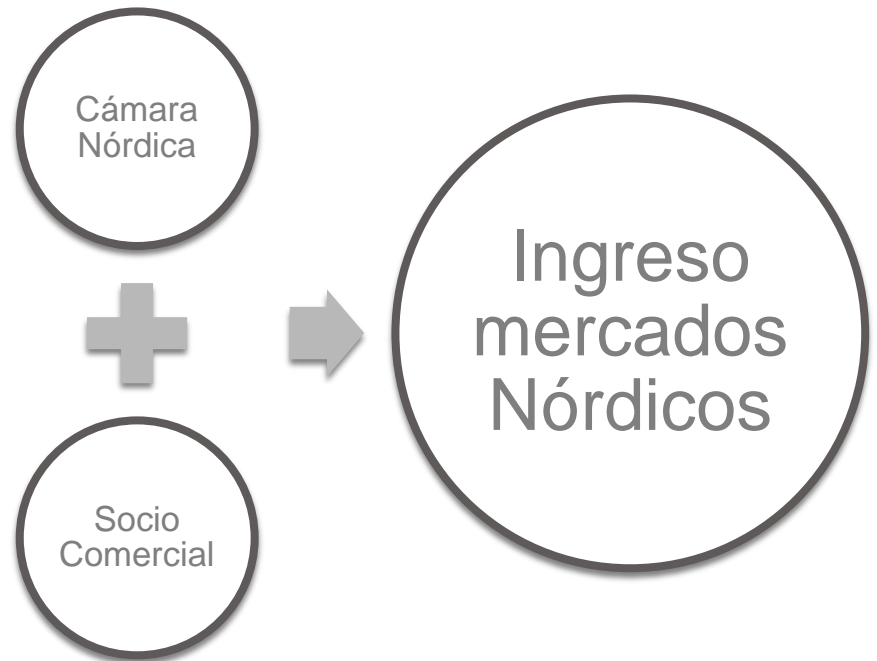 Cámara
Nórdica
Socio
Comercial
Ingreso
mercados
Nórdicos